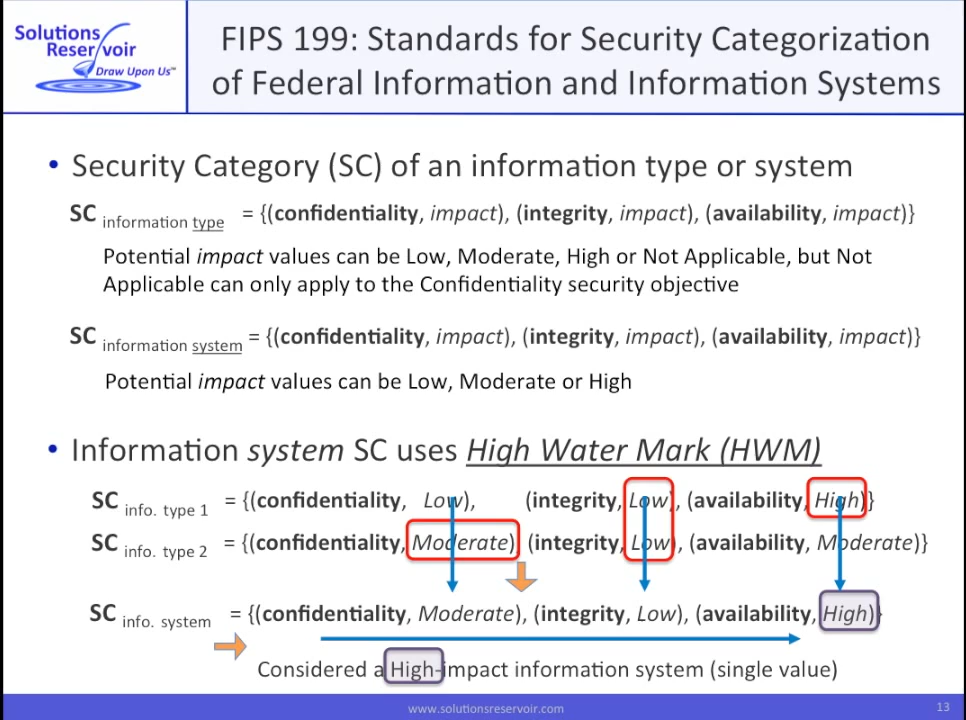 Solutions
Reservoir
Draw Upon Us™
FIPS 199: Standards for Security Categorization
of Federal Information and Information Systems
• Security Category (SC) of an information type or system
SC information type = {(confidentiality, impact), (integrity, impact), (availability, impact)}
Potential impact values can be Low, Moderate, High or Not Applicable, but Not
Applicable can only apply to the Confidentiality security objective
SC information system = {(confidentiality, impact), (integrity, impact), (availability, impact)}
Potential impact values can be Low, Moderate or High
• Information system SC uses High Water Mark (HWM)
SC info. type 1 = {(confidentiality, Low), (integrity, Low), (availability, High)}
SC info. type 2 = {(confidentiality, Moderate), (integrity, Low), (availability, Moderate)}
SC info. system = {(confidentiality, Moderate), (integrity, Low), (availability, High)}
Considered a High-impact information system (single value)
www.solutionsreservoir.com
13